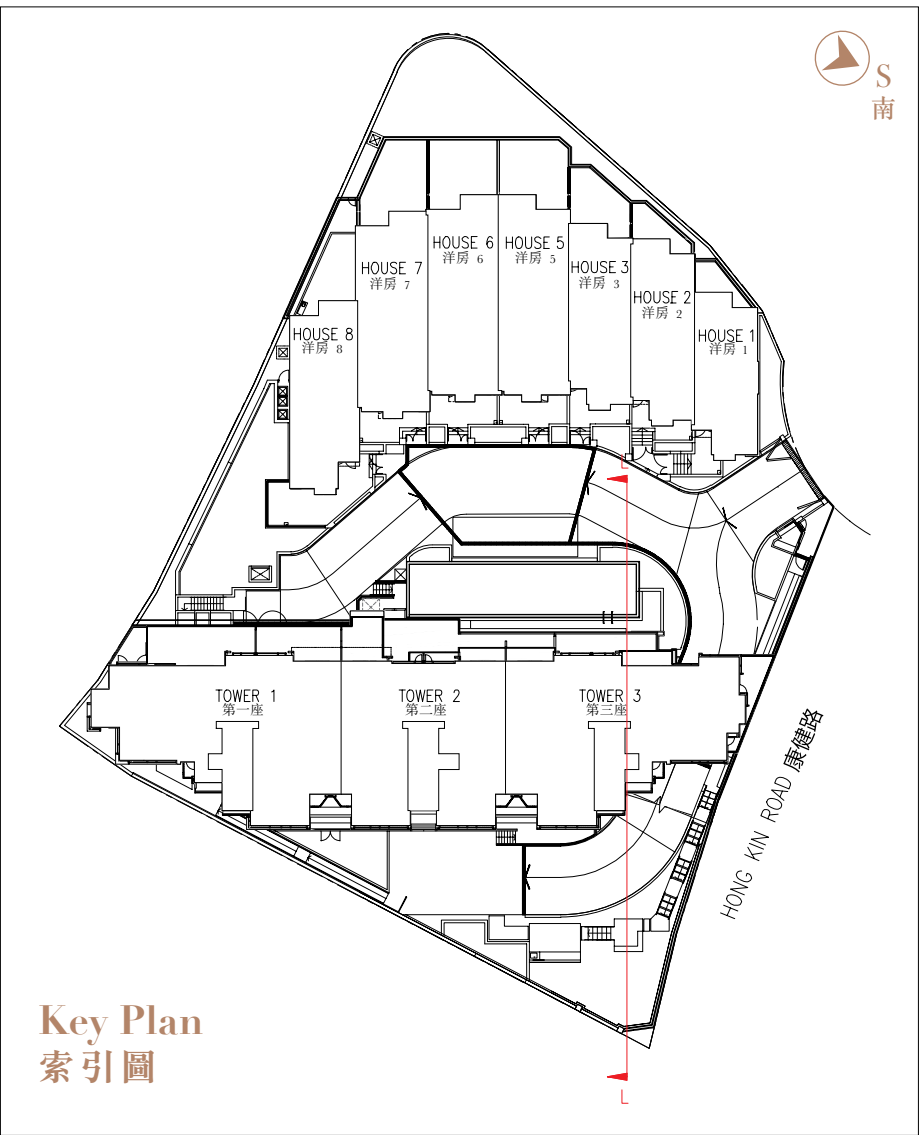 S
南
HOUSE 6
洋房 6
HOUSE 5
洋房 5
HOUSE 7
洋房 7
HOUSE 3
洋房 3
HOUSE 2
洋房 2
HOUSE 8
洋房 8
HOUSE 1
洋房 1
L
TOWER 1
第一座
TOWER 2
第二座
TOWER 3
第三座
HONG KIN ROAD 康健路
Key Plan
索引圖
L